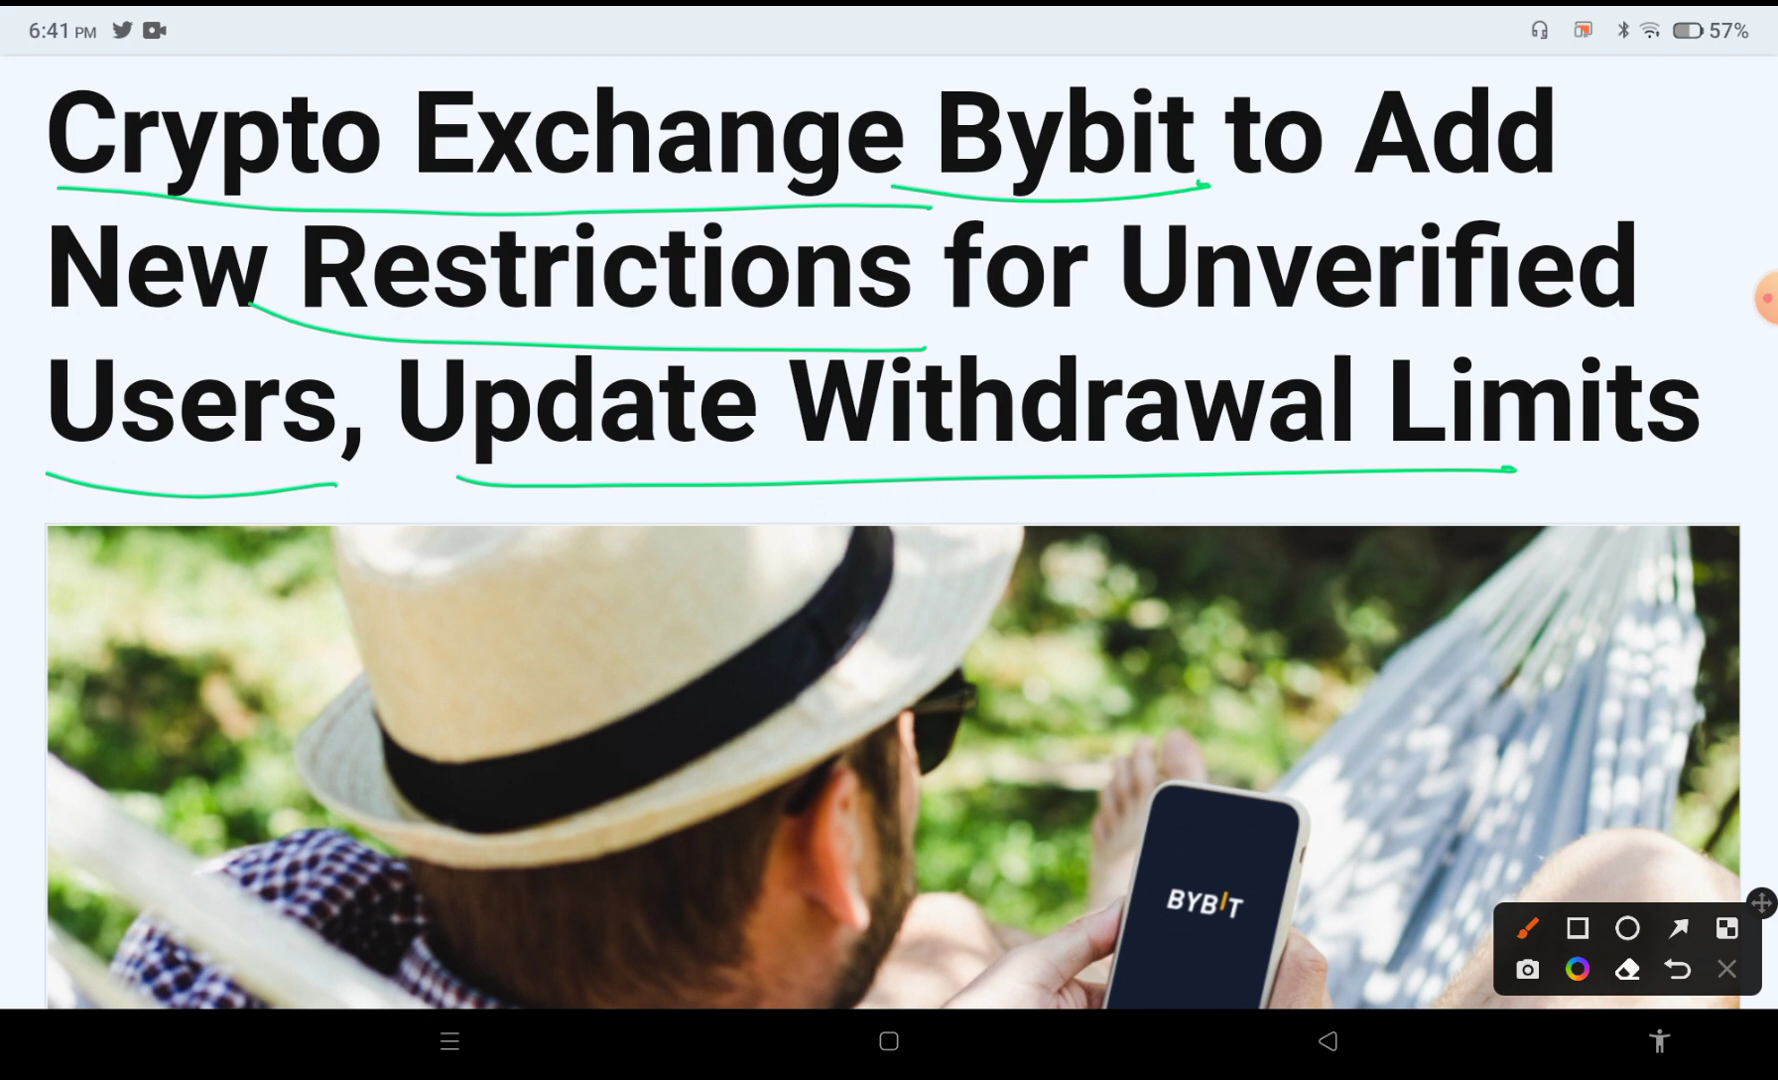 6:41 PM
57%
Crypto Exchange Bybit to Add
New Restrictions for Unverified
Users, Update Withdrawal Limits
BYBIT